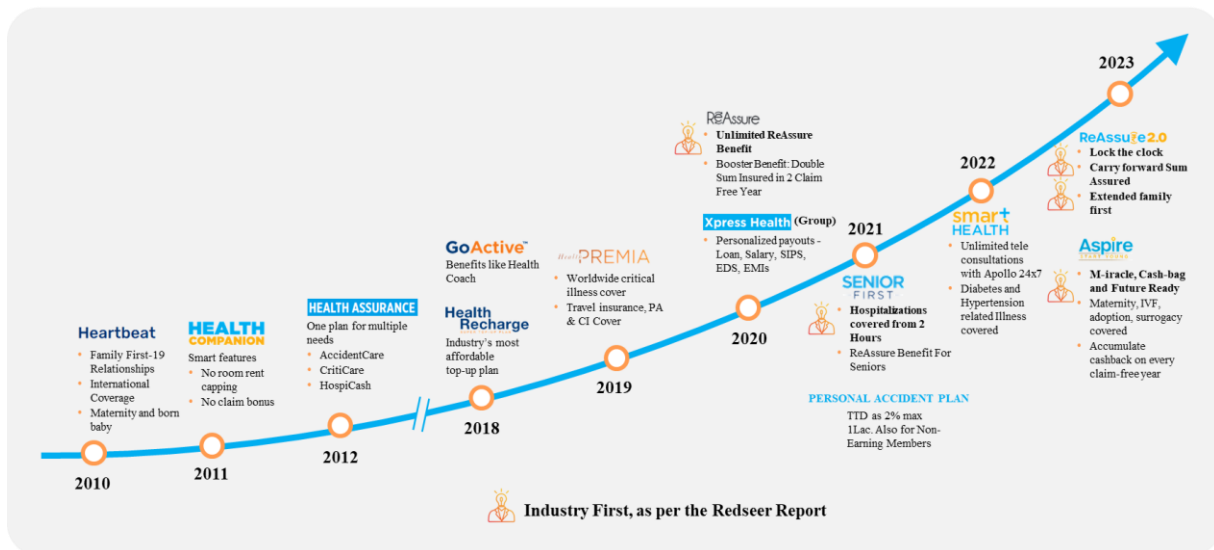 2023
ReAssure
Unlimited ReAssure
Benefit
Booster Benefit: Double
Sum Insured in 2 Claim
Free Year
ReAssure 2.0
Lock the clock
Carry forward Sum
Assured
Extended family
first
2022
Xpress Health (Group)
Personalized payouts -
Loan, Salary, SIPS,
EDS, EMIs
2021
smart
HEALTH
Unlimited tele
consultations
with Apollo 24x7
Diabetes and
Hypertension
related Illness
covered
Aspire
M-iracle, Cash-bag
and Future Ready
Maternity, IVF,
adoption, surrogacy
covered
Accumulate
cashback on every
claim-free year
GoActive™
Benefits like Health
Coach
Health PREMIA
Worldwide critical
illness cover
Travel insurance, PA
& CI Cover
SENIOR
FIRST
Hospitalizations
covered from 2
Hours
ReAssure Benefit For
Seniors
HEALTH ASSURANCE
One plan for multiple
needs
AccidentCare
CritiCare
HospiCash
Health
Recharge
Industry's most
affordable
top-up plan
Heartbeat
Family First-19
Relationships
International
Coverage
Maternity and born
baby
HEALTH
COMPANION
Smart features
No room rent
capping
No claim bonus
2020
2019
PERSONAL ACCIDENT PLAN
TTD as 2% max
1Lac. Also for Non-
Earning Members
2018
2012
2011
2010
Industry First, as per the Redseer Report